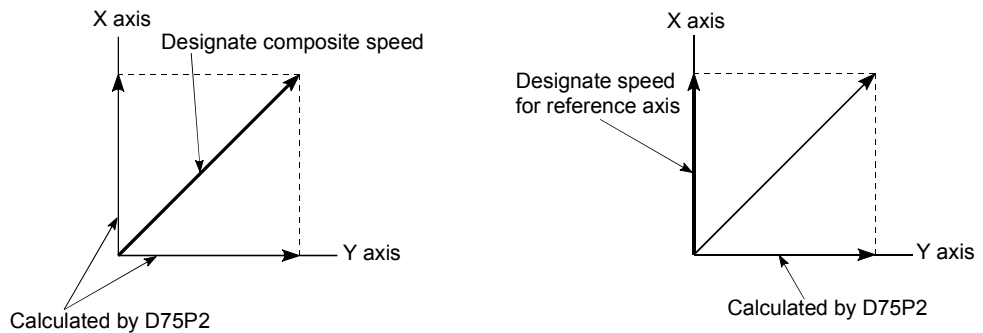 X axis
Designate composite speed
Y axis
Calculated by D75P2
X axis
Designate speed
for reference axis
Y axis
Calculated by D75P2